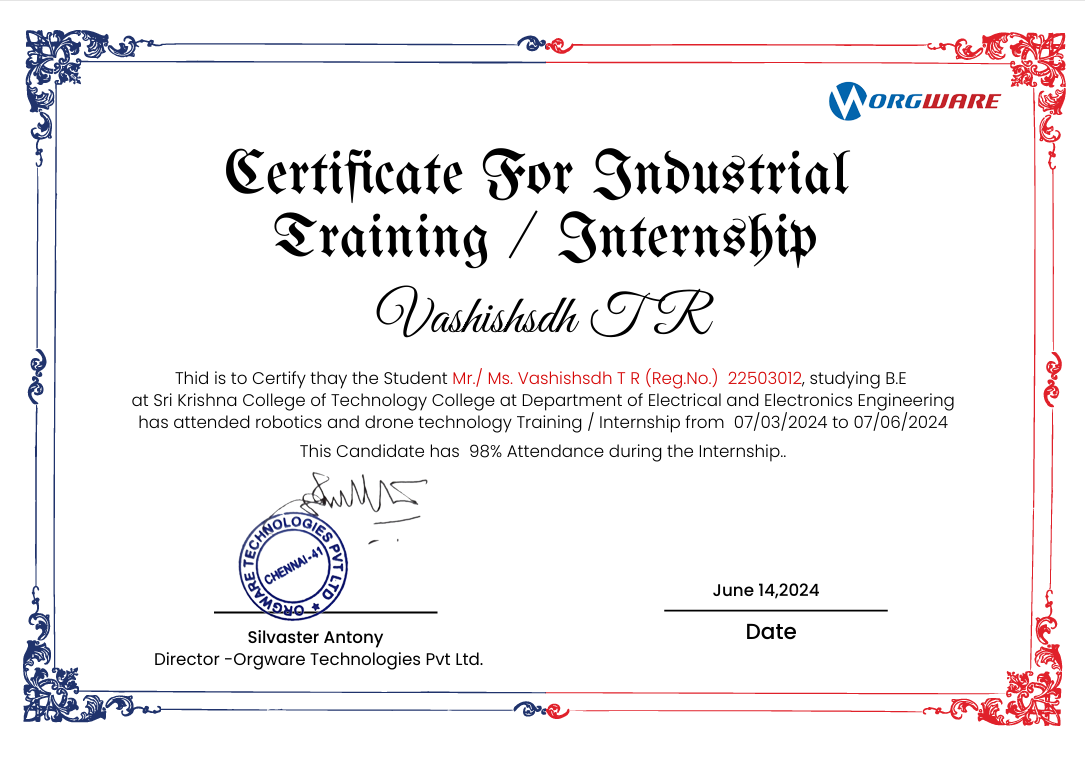 WORGWARE
Certificate For Industrial
Training / Internship
Vashishsdh T R
Thid is to Certify thay the Student Mr./ Ms. Vashishsdh T R (Reg.No.) 22503012, studying B.E
at Sri Krishna College of Technology College at Department of Electrical and Electronics Engineering
has attended robotics and drone technology Training / Internship from 07/03/2024 to 07/06/2024
This Candidate has 98% Attendance during the Internship..
ORGWARE TECHNOLOGIES PVT LTD ★
CHENNAI-41
June 14,2024
Date
Silvaster Antony
Director -Orgware Technologies Pvt Ltd.